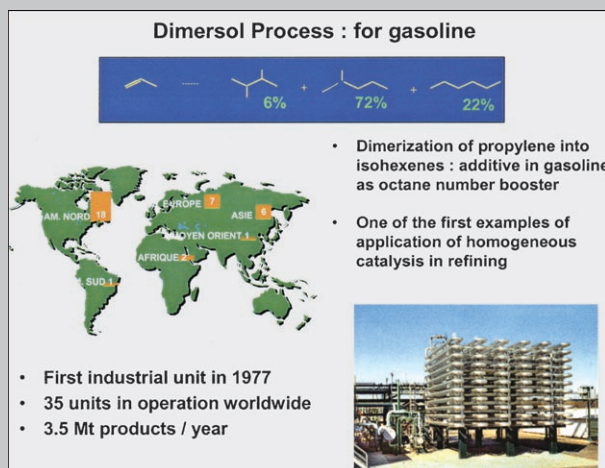 Dimersol Process : for gasoline
+ +
6% 72% 22%
• Dimerization of propylene into
isohexenes : additive in gasoline
as octane number booster
• One of the first examples of
application of homogeneous
catalysis in refining
AM. NORD 18
EUROPE 7
ASIE 6
MOYEN ORIENT 1
AFRIQUE 2
SUD 1
• First industrial unit in 1977
• 35 units in operation worldwide
• 3.5 Mt products / year